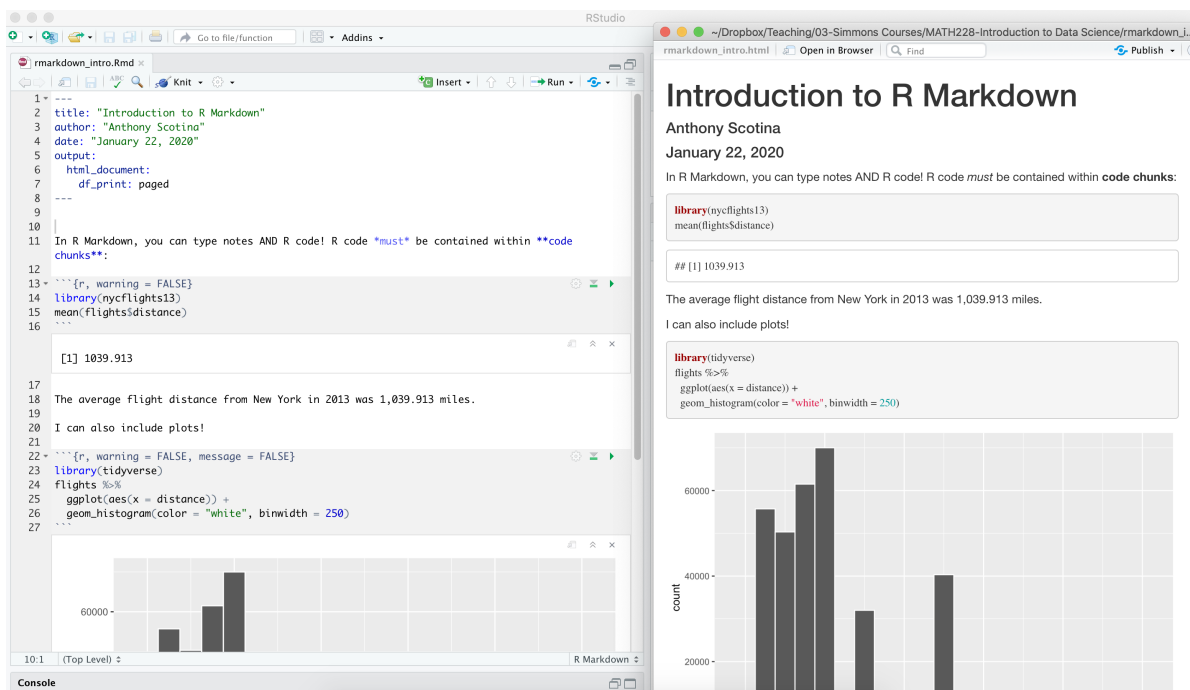 RStudio
Go to file/function
Addins
rmarkdown_intro.Rmd
ABC
Knit
Insert
Run
1 ---
2 title: "Introduction to R Markdown"
3 author: "Anthony Scotina"
4 date: "January 22, 2020"
5 output:
6   html_document:
7     df_print: paged
8 ---
9
10
11 In R Markdown, you can type notes AND R code! R code *must* be contained within **code
chunks**:
12
13 ```{r, warning = FALSE}
14 library(nycflights13)
15 mean(flights$distance)
16 ```
[1] 1039.913
17
18 The average flight distance from New York in 2013 was 1,039.913 miles.
19
20 I can also include plots!
21
22 ```{r, warning = FALSE, message = FALSE}
23 library(tidyverse)
24 flights %>%
25   ggplot(aes(x = distance)) +
26   geom_histogram(color = "white", binwidth = 250)
27 ```
60000
10:1 (Top Level) R Markdown
Console
~/Dropbox/Teaching/03-Simmons Courses/MATH228-Introduction to Data Science/rmarkdown_i...
rmarkdown_intro.html Open in Browser Find Publish
Introduction to R Markdown
Anthony Scotina
January 22, 2020
In R Markdown, you can type notes AND R code! R code must be contained within code chunks:
library(nycflights13)
mean(flights$distance)
## [1] 1039.913
The average flight distance from New York in 2013 was 1,039.913 miles.
I can also include plots!
library(tidyverse)
flights %>%
  ggplot(aes(x = distance)) +
  geom_histogram(color = "white", binwidth = 250)
60000
40000
count
20000